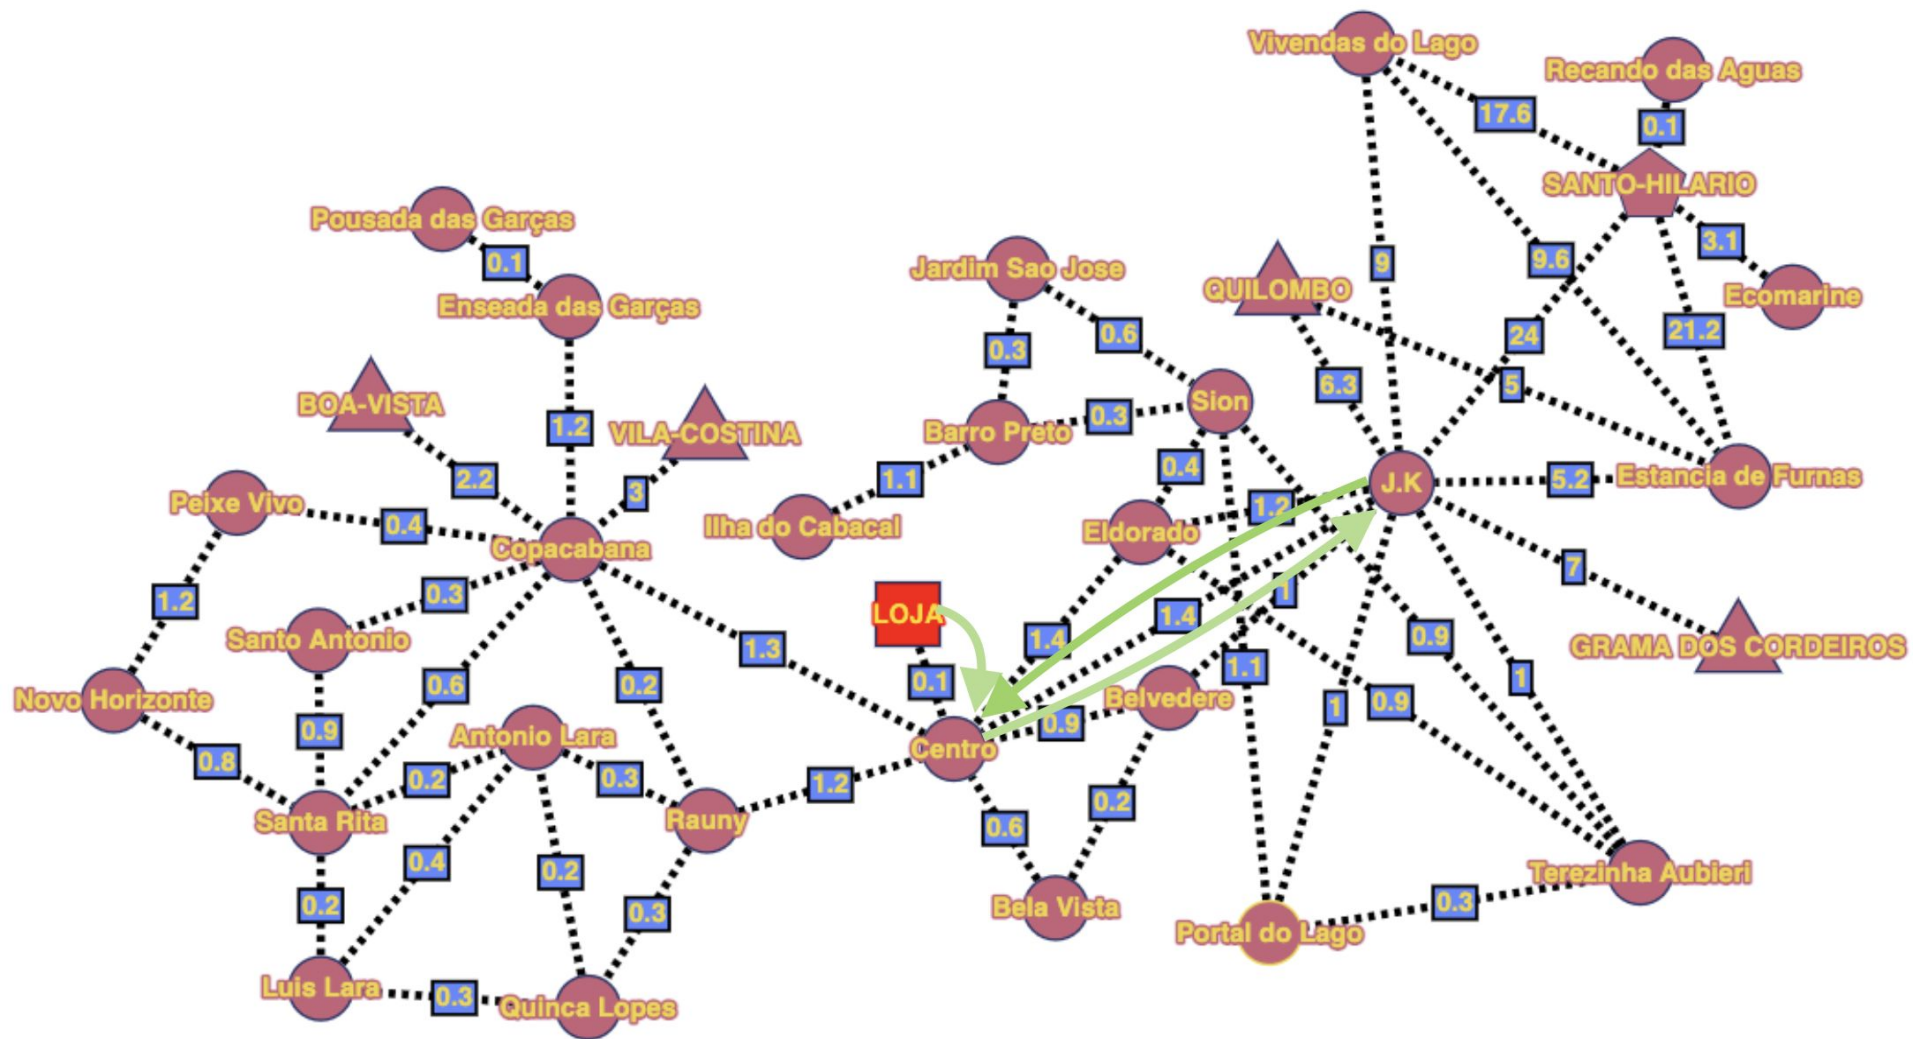 Vivendas do Lago
Recando das Aguas
17.6
0.1
SANTO-HILARIO
Pousada das Garças
3.1
0.1
9
9.6
Jardim Sao Jose
QUILOMBO
Ecomarine
Enseada das Garças
0.6
24
21.2
0.3
6.3
5
BOA-VISTA
Sion
1.2
0.3
VILA-COSTINA
Barro Preto
0.4
2.2
1.1
J.K
5.2
Estancia de Furnas
3
Peixe Vivo
0.4
1.2
Ilha do Cabacal
Eldorado
Copacabana
7
0.3
1
1.2
LOJA
1.4
Santo Antonio
1.4
0.9
1.3
GRAMA DOS CORDEIROS
1.1
0.6
0.2
0.1
1
Novo Horizonte
Belvedere
0.9
1
0.9
0.9
Antonio Lara
Centro
0.8
0.2
0.3
1.2
0.2
Santa Rita
Rauny
0.6
0.4
0.2
Terezinha Aubieri
0.2
0.3
Bela Vista
0.3
Portal do Lago
Luis Lara
0.3
Quinca Lopes